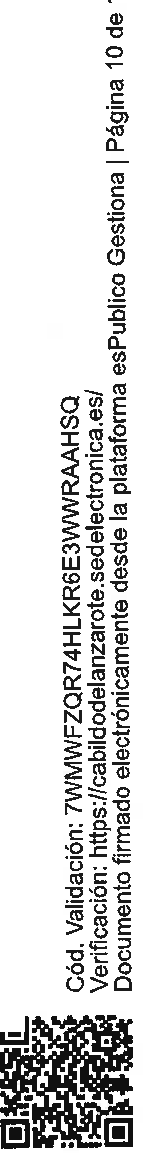 Cód. Validación: 7WMWFZQR74HLKR6E3WWRAAHSQ
Verificación: https://cabildodelanzarote.sedelectronica.es/
Documento firmado electrónicamente desde la plataforma esPublico Gestiona | Página 10 de